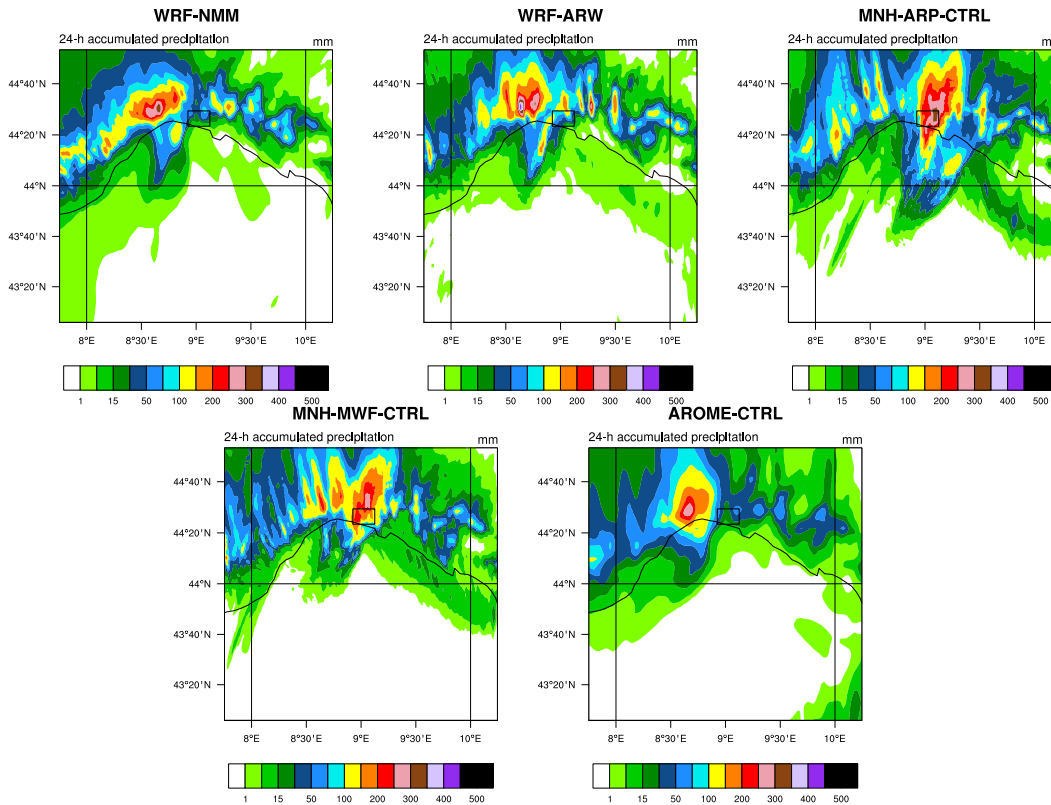 WRF-NMM
24-h accumulated precipitation mm
44°40'N
44°20'N
44°N
43°40'N
43°20'N
8°E 8°30'E 9°E 9°30'E 10°E
1 15 50 100 200 300 400 500
WRF-ARW
24-h accumulated precipitation mm
44°40'N
44°20'N
44°N
43°40'N
43°20'N
8°E 8°30'E 9°E 9°30'E 10°E
1 15 50 100 200 300 400 500
MNH-ARP-CTRL
24-h accumulated precipitation mm
44°40'N
44°20'N
44°N
43°40'N
43°20'N
8°E 8°30'E 9°E 9°30'E 10°E
1 15 50 100 200 300 400 500
MNH-MWF-CTRL
24-h accumulated precipitation mm
44°40'N
44°20'N
44°N
43°40'N
43°20'N
8°E 8°30'E 9°E 9°30'E 10°E
1 15 50 100 200 300 400 500
AROME-CTRL
24-h accumulated precipitation mm
44°40'N
44°20'N
44°N
43°40'N
43°20'N
8°E 8°30'E 9°E 9°30'E 10°E
1 15 50 100 200 300 400 500